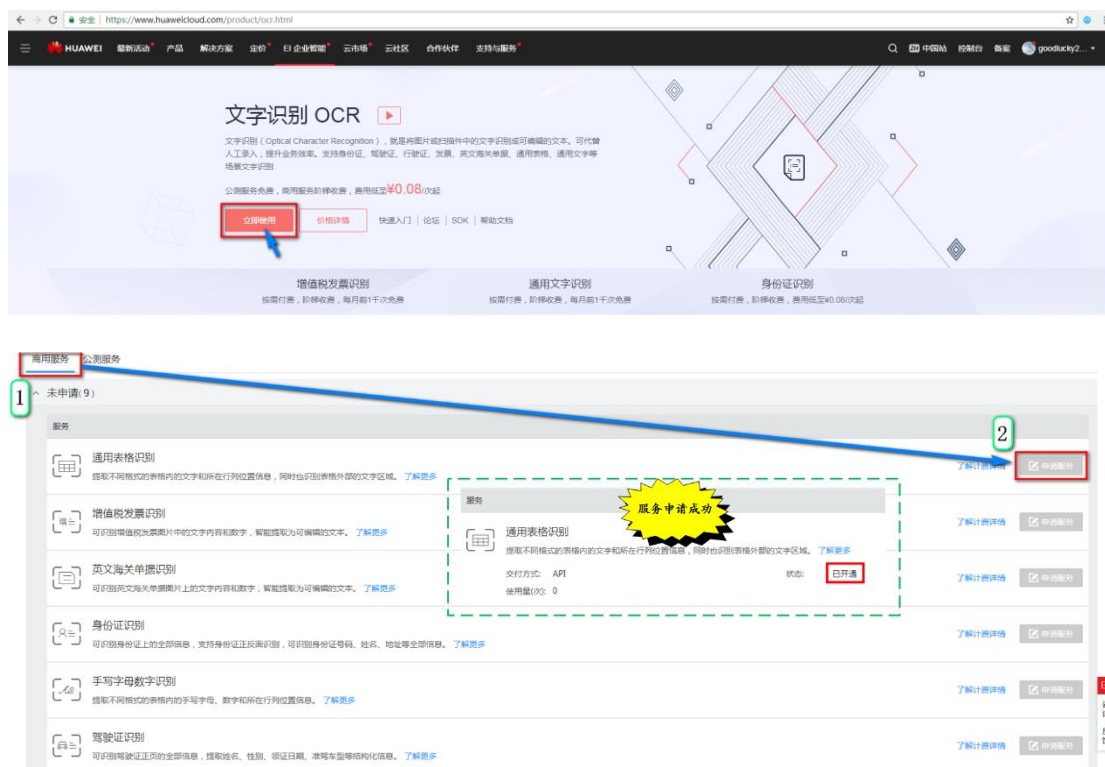 安全 | https://www.huaweicloud.com/product/ocr.html
HUAWEI 最新活动 产品 解决方案 定价 EI 企业智能 云市场 云社区 合作伙伴 支持与服务 中国站 控制台 备案 goodlucky2...
文字识别 OCR
文字识别（Optical Character Recognition），就是将图片或扫描件中的文字识别成可编辑的文本。可代替
人工录入，提升业务效率。支持身份证、驾驶证、行驶证、发票、英文海关单据、通用表格、通用文字等
场景文字识别
公测服务免费，商用服务阶梯收费，费用低至¥0.08/次起
立即使用 价格详情 快速入门 | 论坛 | SDK | 帮助文档
增值税发票识别 通用文字识别 身份证识别
按需付费，阶梯收费，每月前1千次免费 按需付费，阶梯收费，每月前1千次免费 按需付费，阶梯收费，费用低至¥0.08/次起
商用服务 公测服务
1 未申请(9)
服务
2
通用表格识别
提取不同格式的表格内的文字和所在行列位置信息，同时也识别表格外部的文字区域。 了解更多
了解计费详情 申请服务
服务
服务申请成功
通用表格识别
提取不同格式的表格内的文字和所在行列位置信息，同时也识别表格外部的文字区域。 了解更多
交付方式: API 状态: 已开通
使用量(次): 0
增值税发票识别
可识别增值税发票图片中的文字内容和数字，智能提取为可编辑的文本。 了解更多
了解计费详情 申请服务
英文海关单据识别
可识别英文海关单据图片上的文字内容和数字，智能提取为可编辑的文本。 了解更多
了解计费详情 申请服务
身份证识别
可识别身份证上的全部信息，支持身份证正反面识别，可识别身份证号码、姓名、地址等全部信息。 了解更多
了解计费详情 申请服务
手写字母数字识别
提取不同格式的表格内的手写字母、数字和所在行列位置信息。 了解更多
了解计费详情 申请服务
驾驶证识别
可识别驾驶证正页的全部信息，提取姓名、性别、领证日期、准驾车型等结构化信息。 了解更多
了解计费详情 申请服务